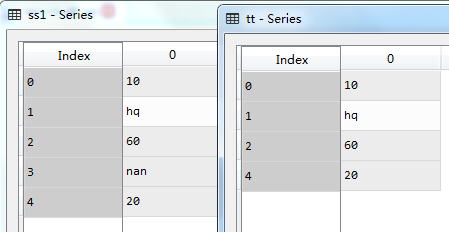 ss1 - Series
Index 0
0 10
1 hq
2 60
3 nan
4 20
tt - Series
Index 0
0 10
1 hq
2 60
4 20